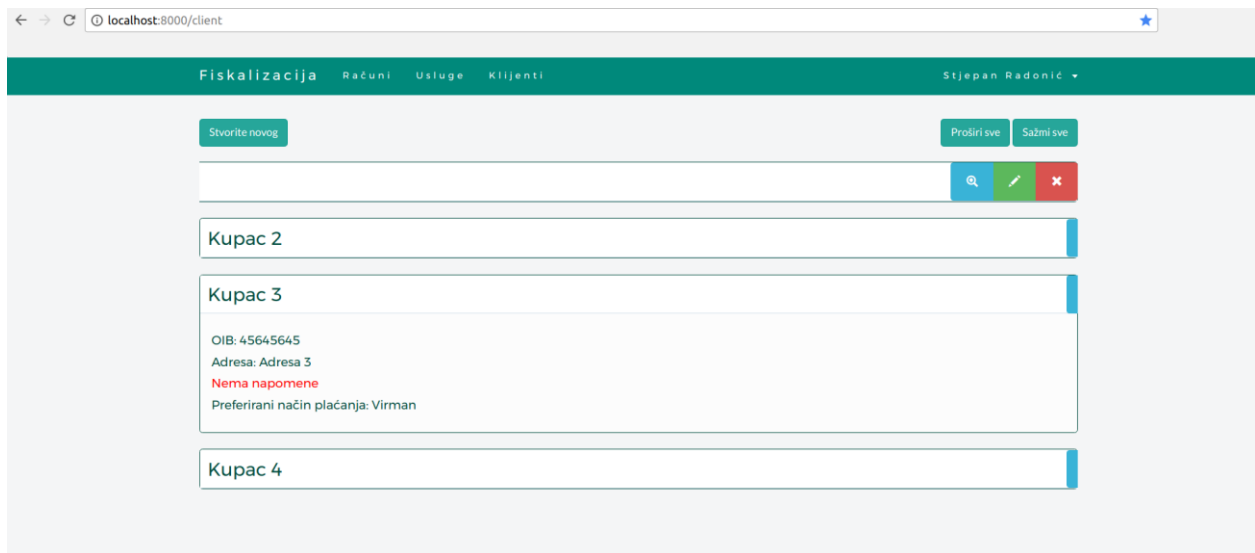 localhost:8000/client
Fiskalizacija Računi Usluge Klijenti Stjepan Radonić
Stvorite novog Proširi sve Sažmi sve
Kupac 2
Kupac 3
OIB: 45645645
Adresa: Adresa 3
Nema napomene
Preferirani način plaćanja: Virman
Kupac 4